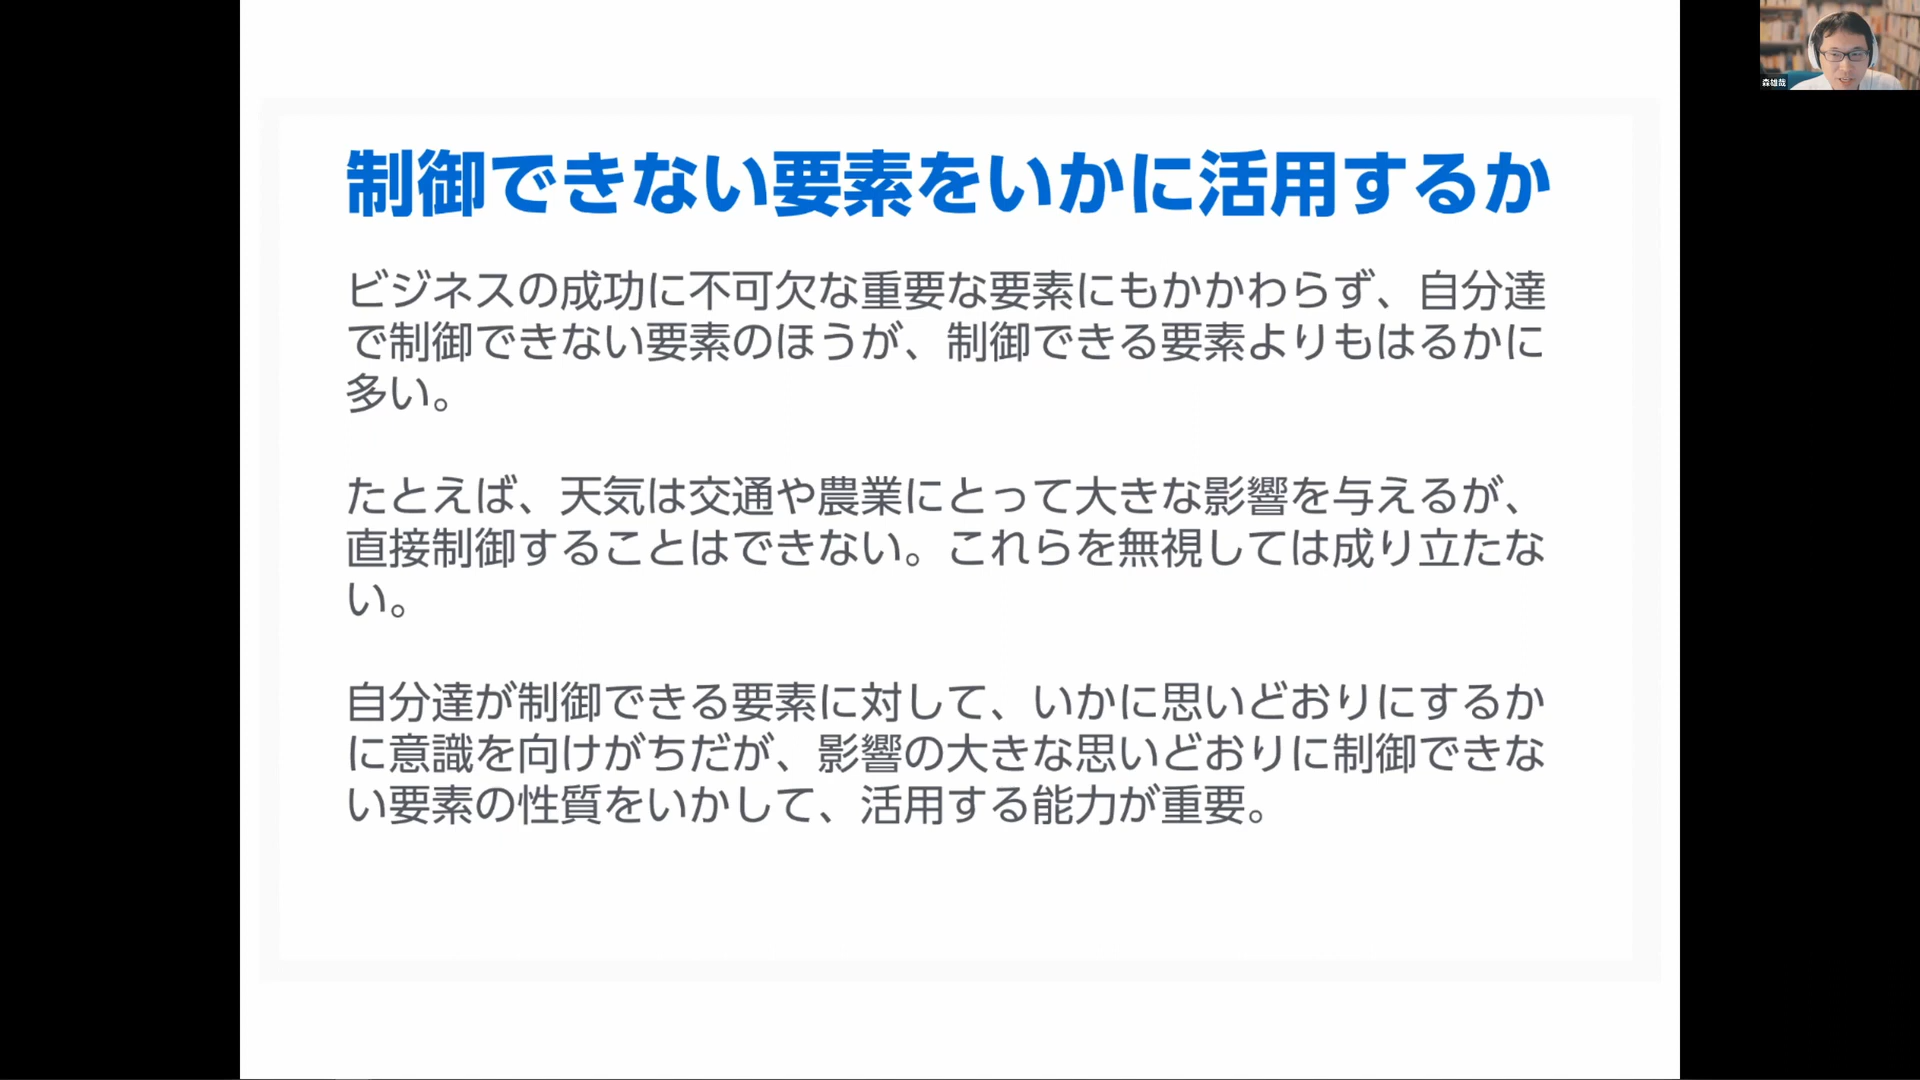 制御できない要素をいかに活用するか
ビジネスの成功に不可欠な重要な要素にもかかわらず、自分達
で制御できない要素のほうが、制御できる要素よりもはるかに
多い。
たとえば、天気は交通や農業にとって大きな影響を与えるが、
直接制御することはできない。これらを無視しては成り立たな
い。
自分達が制御できる要素に対して、いかに思いどおりにするか
に意識を向けがちだが、影響の大きな思いどおりに制御できな
い要素の性質をいかして、活用する能力が重要。
森雄哉